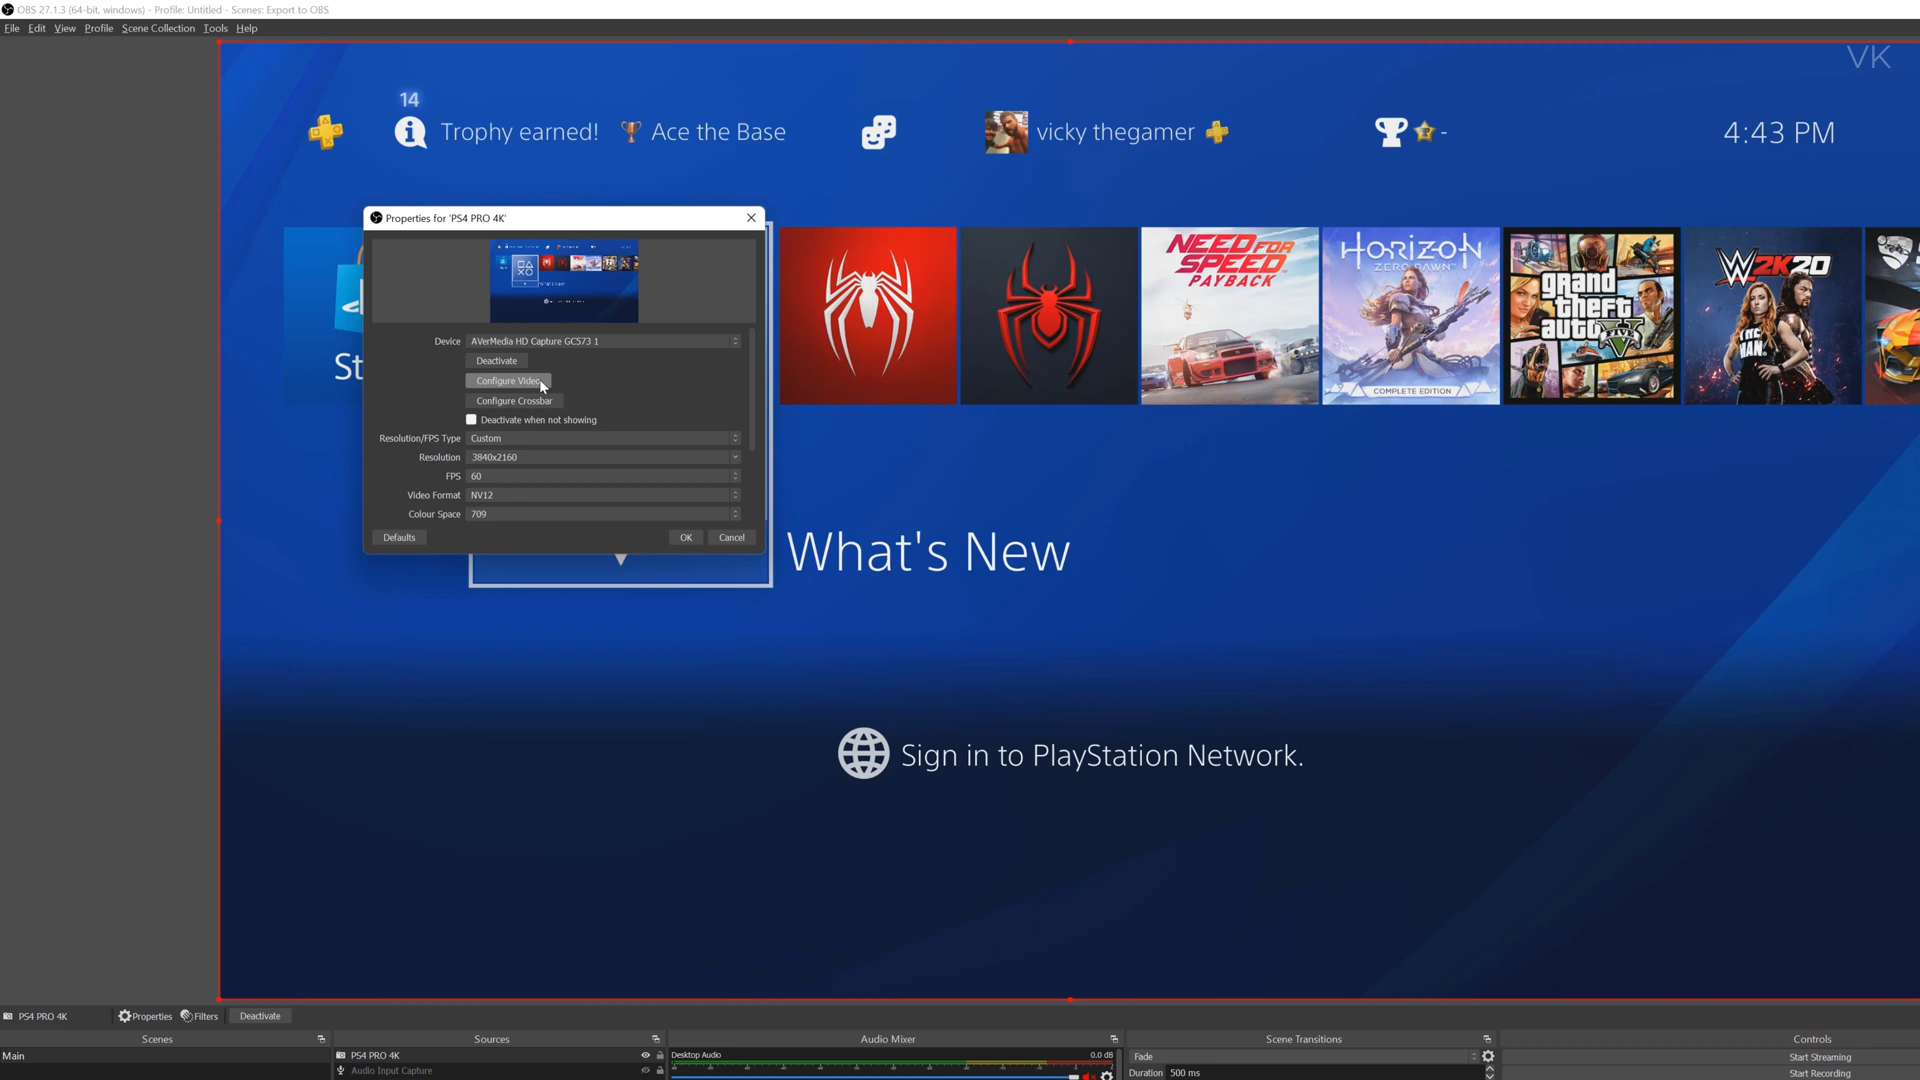 OBS 27.1.3 (64-bit, windows) - Profile: Untitled - Scenes: Export to OBS
File Edit View Profile Scene Collection Tools Help
VK
14
Trophy earned! Ace the Base vicky thegamer - 4:43 PM
Properties for 'PS4 PRO 4K'
NEED FOR SPEED PAYBACK
HORIZON
ZERO DAWN
COMPLETE EDITION
grand theft auto V
FIVE
W2K20
THE MAN.
St
Device AVerMedia HD Capture GC573 1
Deactivate
Configure Video
Configure Crossbar
Deactivate when not showing
Resolution/FPS Type Custom
Resolution 3840x2160
FPS 60
Video Format NV12
Colour Space 709
Defaults OK Cancel
What's New
Sign in to PlayStation Network.
PS4 PRO 4K Properties Filters Deactivate
Scenes Sources Audio Mixer Scene Transitions Controls
Main PS4 PRO 4K Desktop Audio 0.0 dB Fade Start Streaming
Audio Input Capture Duration 500 ms Start Recording